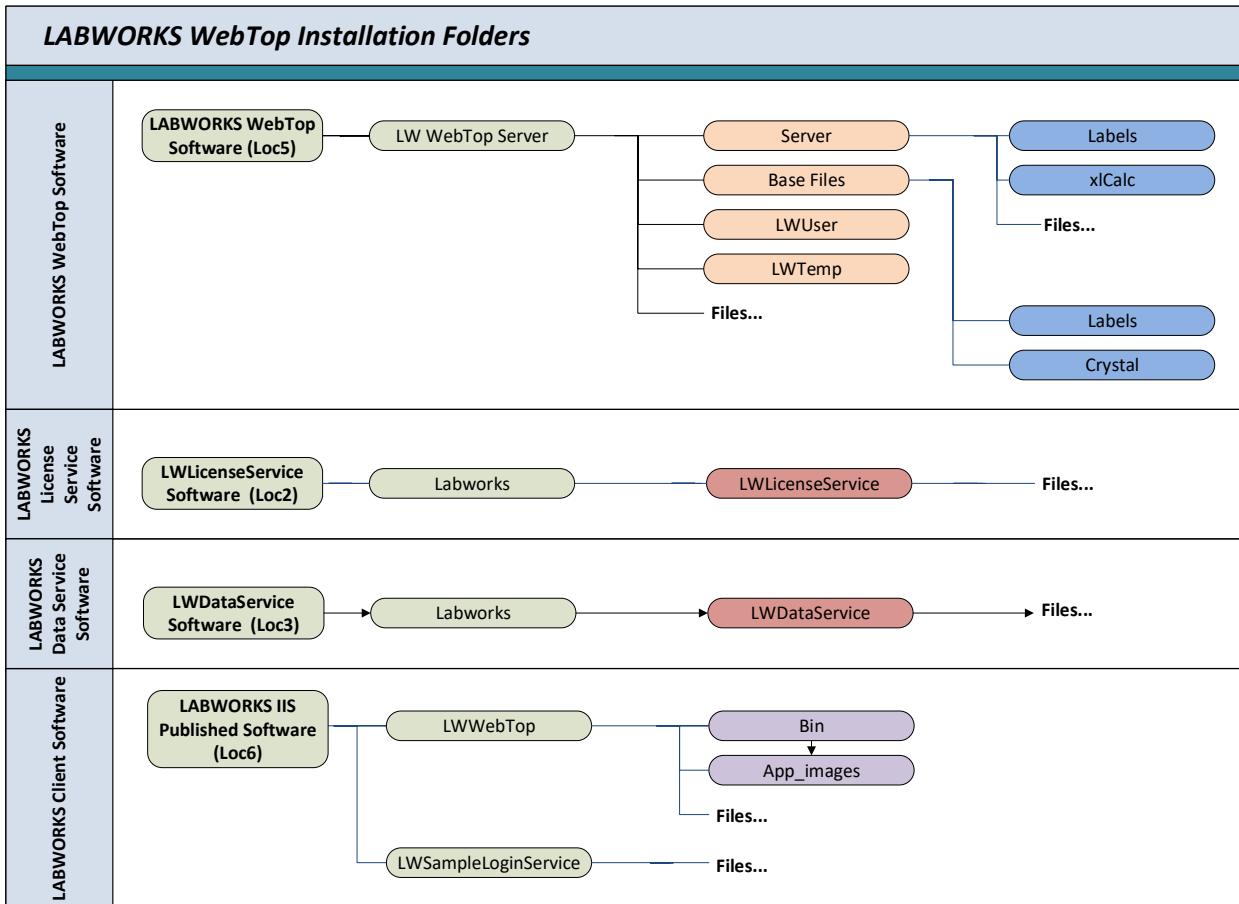 LABWORKS WebTop Installation Folders
LABWORKS WebTop Software
LABWORKS WebTop
Software (Loc5)
LW WebTop Server
Server
Base Files
LWUser
LWTemp
Files...
Labels
xlCalc
Files...
Labels
Crystal
LABWORKS
License
Service
Software
LWLicenseService
Software (Loc2)
Labworks
LWLicenseService
Files...
LABWORKS
Data Service
Software
LWDataService
Software (Loc3)
Labworks
LWDataService
Files...
LABWORKS Client Software
LABWORKS IIS
Published Software
(Loc6)
LWWebTop
Bin
App_images
Files...
LWSampleLoginService
Files...